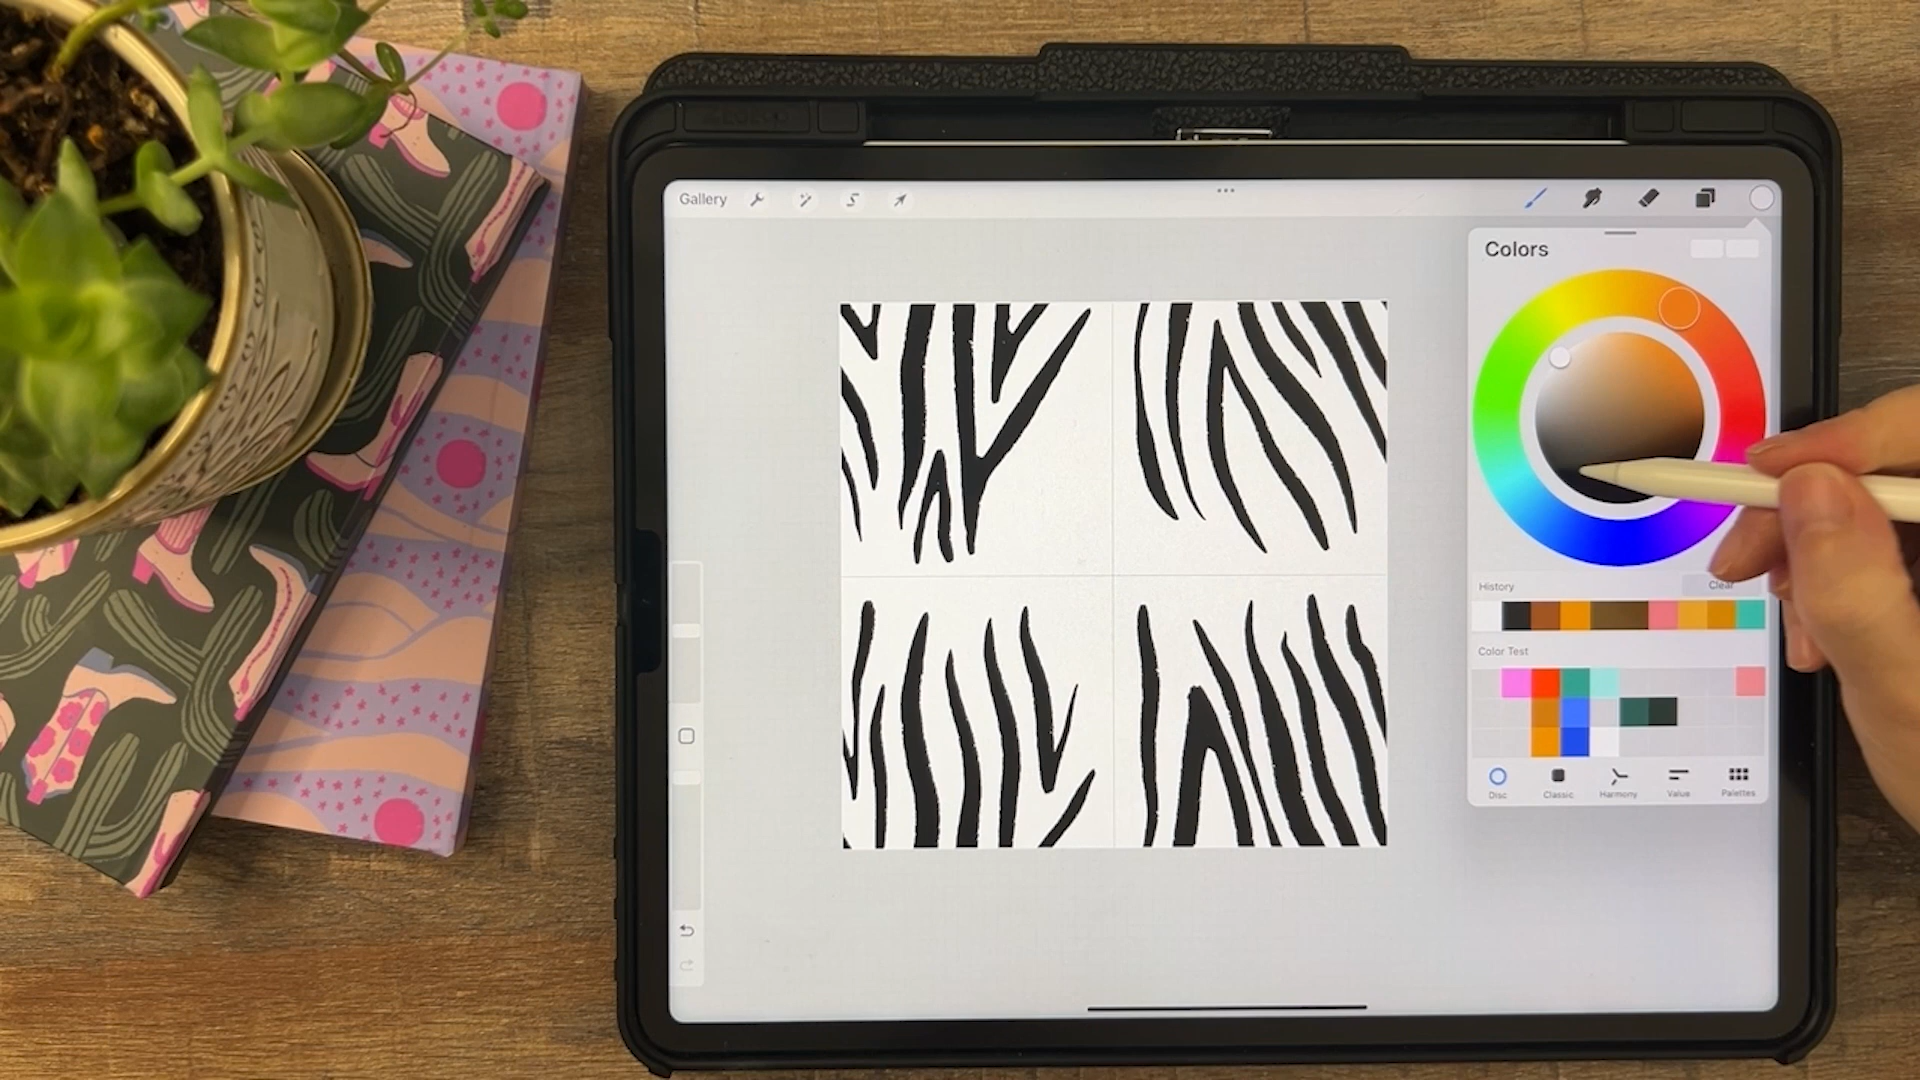 Gallery
Colors
History
Clear
Color Test
Disc
Classic
Harmony
Value
Palettes